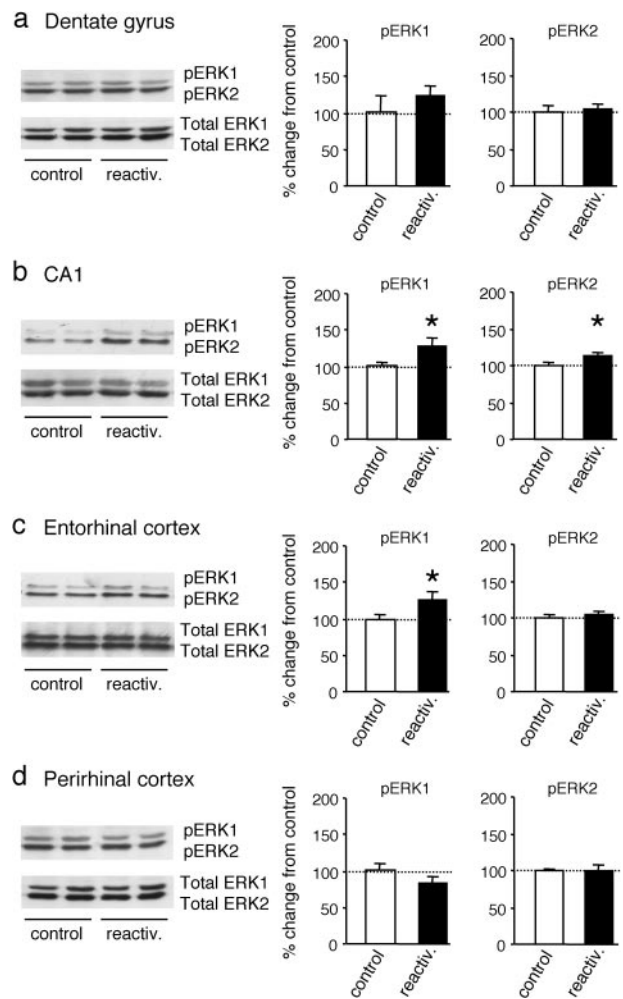 a Dentate gyrus
pERK1
pERK2
Total ERK1
Total ERK2
control reactiv.
% change from control
pERK1
200
150
100
50
0
control
reactiv.
pERK2
200
150
100
50
0
control
reactiv.
b CA1
pERK1
pERK2
Total ERK1
Total ERK2
control reactiv.
% change from control
pERK1
200
150
100
50
0
*
control
reactiv.
pERK2
200
150
100
50
0
*
control
reactiv.
c Entorhinal cortex
pERK1
pERK2
Total ERK1
Total ERK2
control reactiv.
% change from control
pERK1
200
150
100
50
0
*
control
reactiv.
pERK2
200
150
100
50
0
control
reactiv.
d Perirhinal cortex
pERK1
pERK2
Total ERK1
Total ERK2
control reactiv.
% change from control
pERK1
200
150
100
50
0
control
reactiv.
pERK2
200
150
100
50
0
control
reactiv.